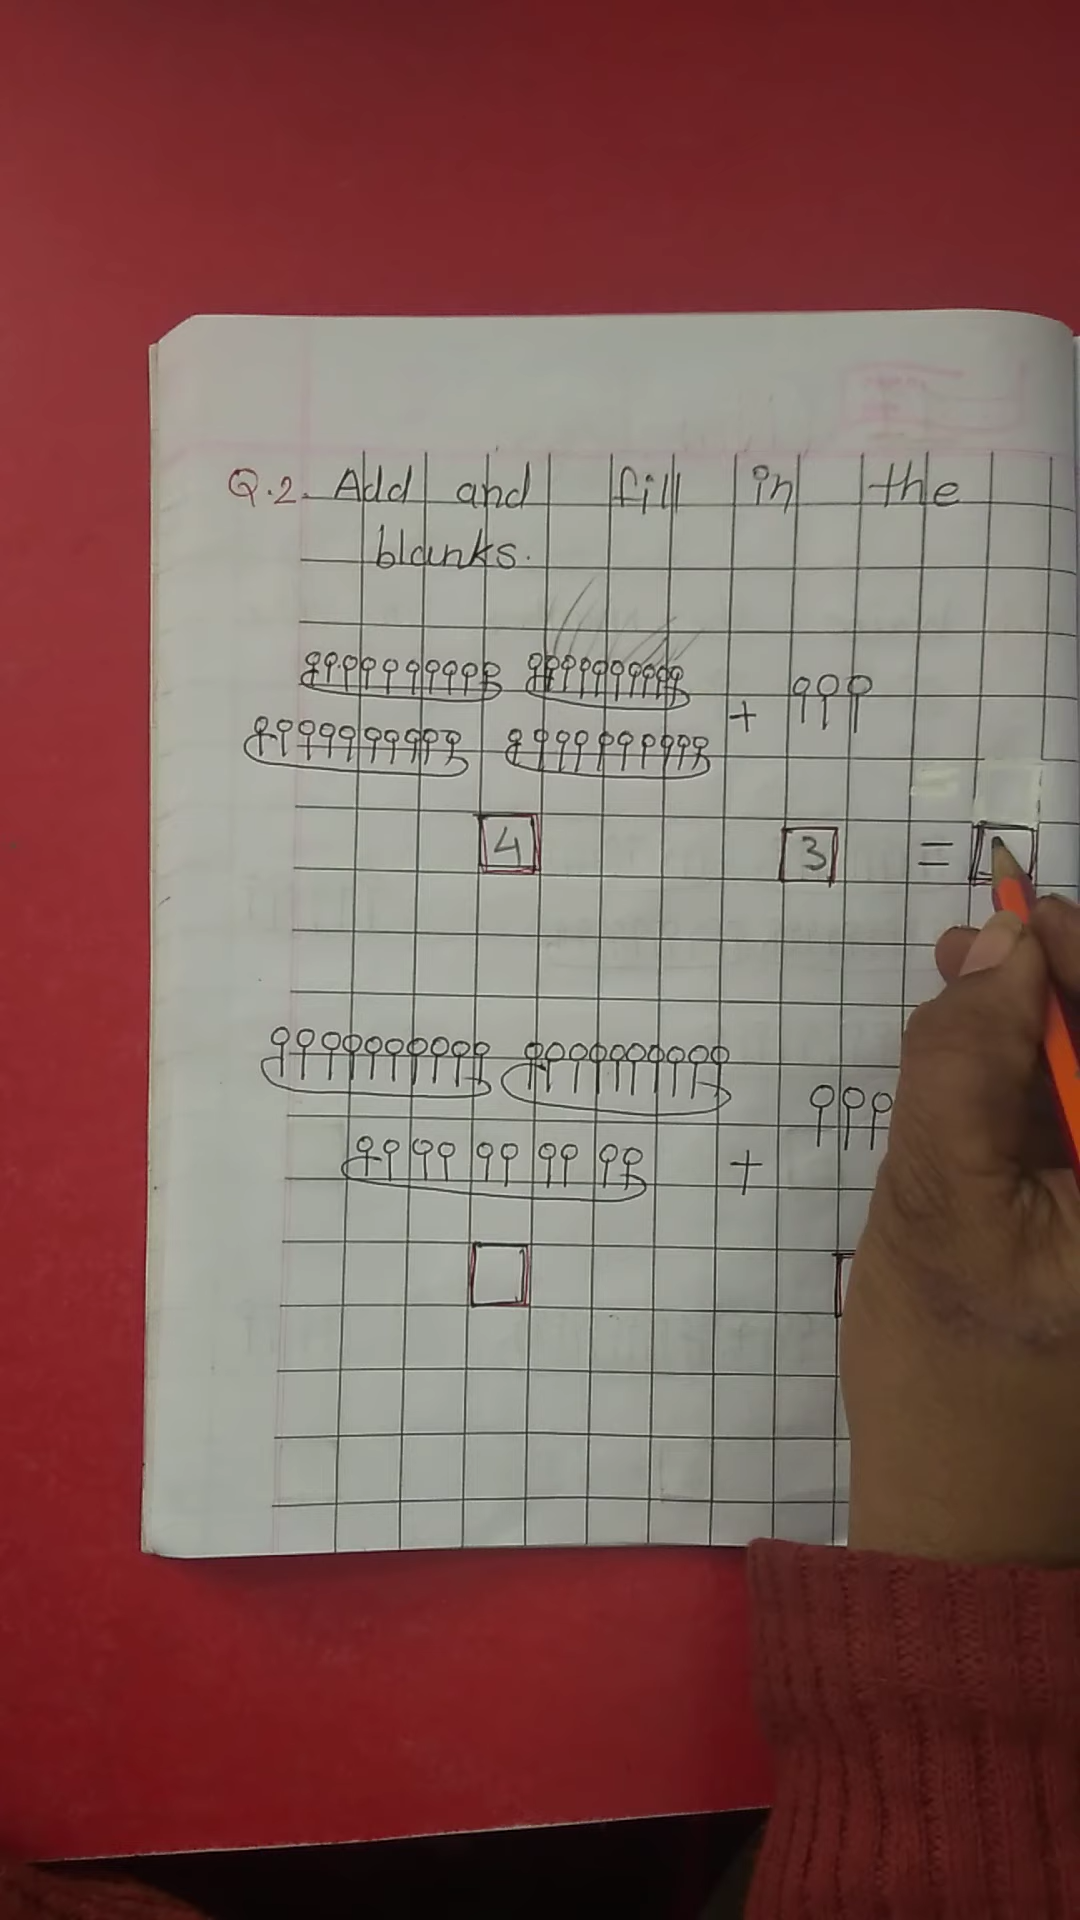 Q.2. Add and fill in the
blanks.
+
4 3 =
+